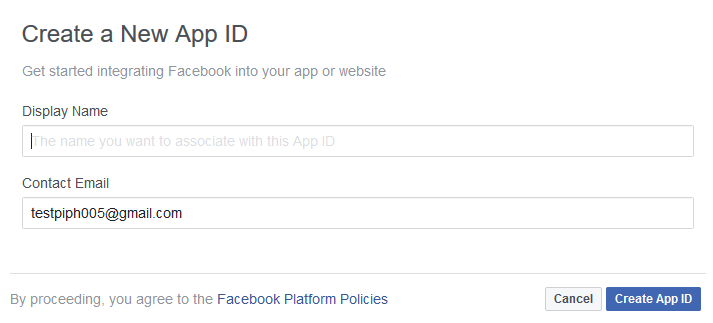 Create a New App ID
Get started integrating Facebook into your app or website
Display Name
The name you want to associate with this App ID
Contact Email
testpiph005@gmail.com
By proceeding, you agree to the Facebook Platform Policies
Cancel
Create App ID